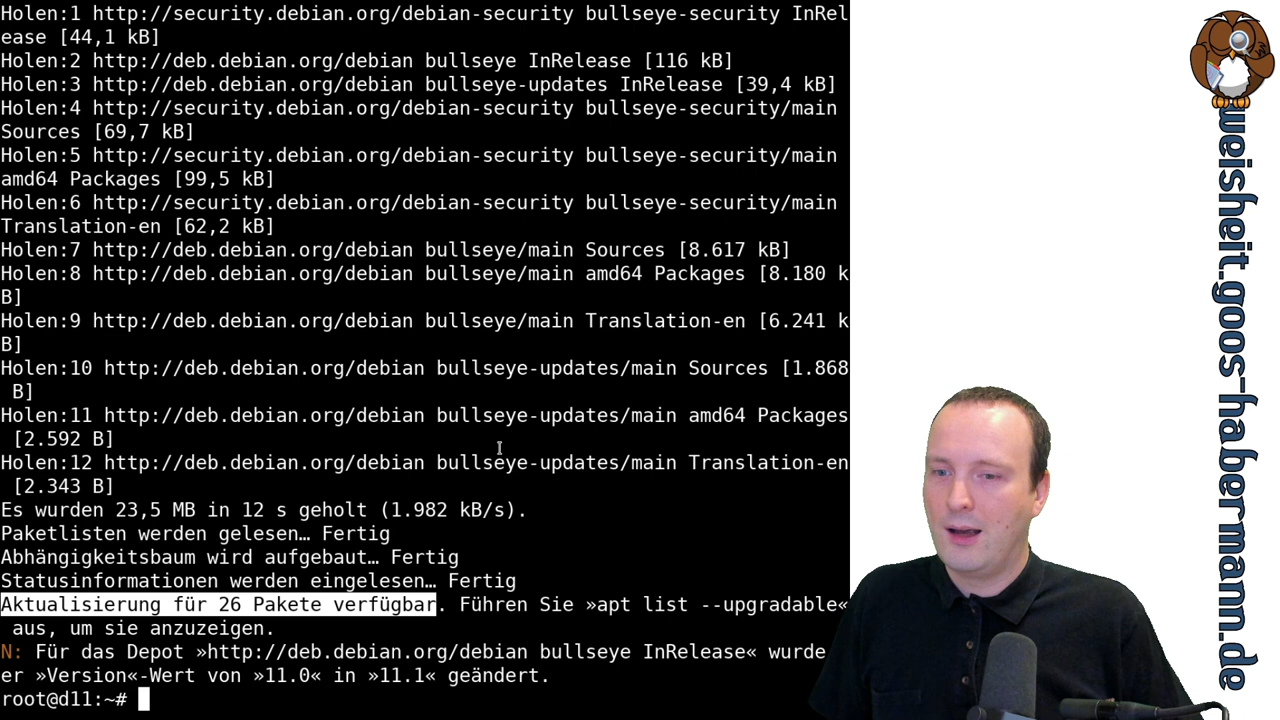 Holen:1 http://security.debian.org/debian-security bullseye-security InRel
ease [44,1 kB]
Holen:2 http://deb.debian.org/debian bullseye InRelease [116 kB]
Holen:3 http://deb.debian.org/debian bullseye-updates InRelease [39,4 kB]
Holen:4 http://security.debian.org/debian-security bullseye-security/main
Sources [69,7 kB]
Holen:5 http://security.debian.org/debian-security bullseye-security/main
amd64 Packages [99,5 kB]
Holen:6 http://security.debian.org/debian-security bullseye-security/main
Translation-en [62,2 kB]
Holen:7 http://deb.debian.org/debian bullseye/main Sources [8.617 kB]
Holen:8 http://deb.debian.org/debian bullseye/main amd64 Packages [8.180 k
B]
Holen:9 http://deb.debian.org/debian bullseye/main Translation-en [6.241 k
B]
Holen:10 http://deb.debian.org/debian bullseye-updates/main Sources [1.868
 B]
Holen:11 http://deb.debian.org/debian bullseye-updates/main amd64 Packages
 [2.592 B]
Holen:12 http://deb.debian.org/debian bullseye-updates/main Translation-en
 [2.343 B]
Es wurden 23,5 MB in 12 s geholt (1.982 kB/s).
Paketlisten werden gelesen… Fertig
Abhängigkeitsbaum wird aufgebaut… Fertig
Statusinformationen werden eingelesen… Fertig
Aktualisierung für 26 Pakete verfügbar. Führen Sie »apt list --upgradable«
 aus, um sie anzuzeigen.
N: Für das Depot »http://deb.debian.org/debian bullseye InRelease« wurde
er »Version«-Wert von »11.0« in »11.1« geändert.
root@d11:~#
weisheit.goos-habermann.de